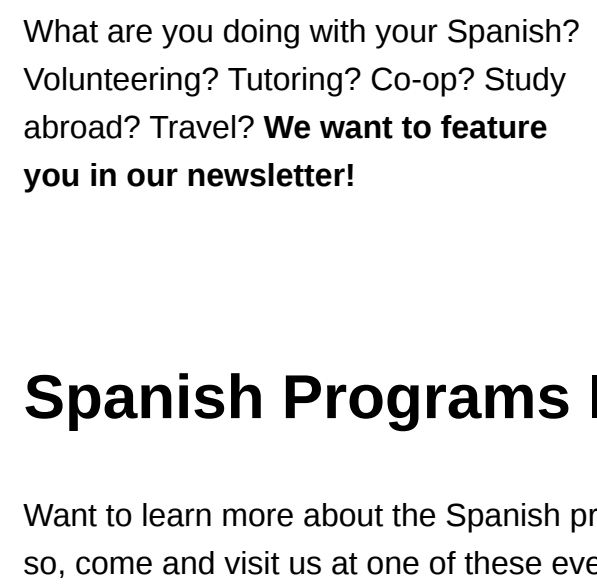 What are you doing with your Spanish?
Volunteering? Tutoring? Co-op? Study
abroad? Travel? We want to feature
you in our newsletter!
Spanish Programs
Want to learn more about the Spanish
so, come and visit us at one of these